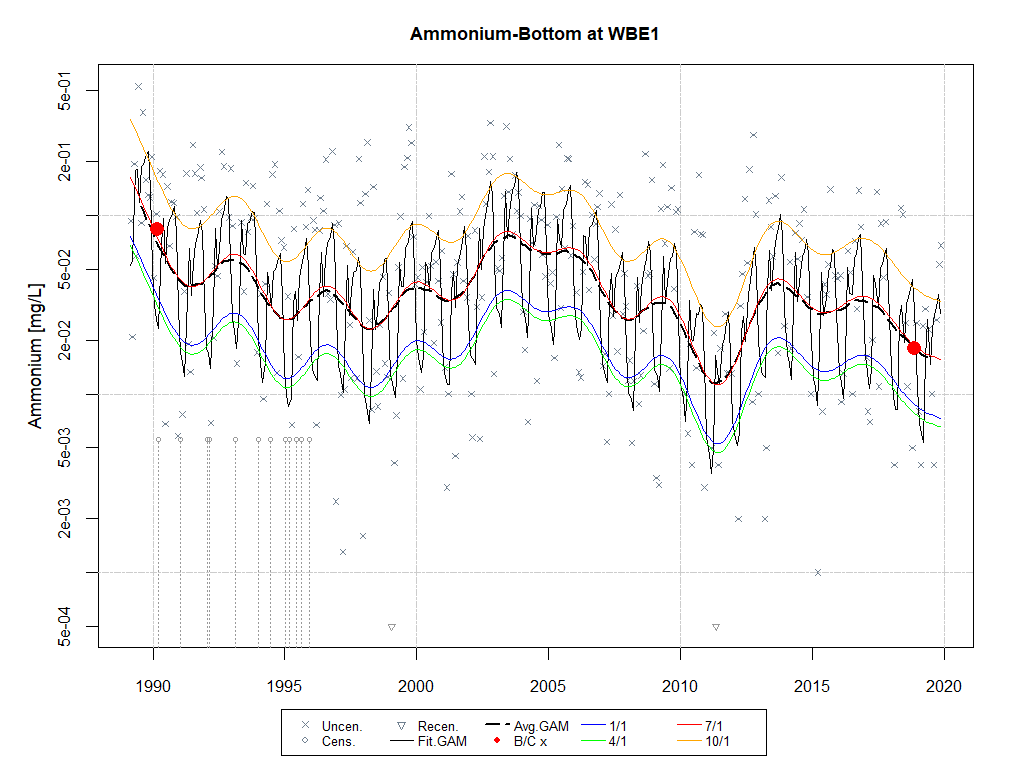 Ammonium-Bottom at WBE1
Ammonium [mg/L]
5e-01
2e-01
5e-02
2e-02
5e-03
2e-03
5e-04
1990 1995 2000 2005 2010 2015 2020
Uncen. Recen. Avg.GAM 1/1 7/1
Cens. Fit.GAM B/C x 4/1 10/1